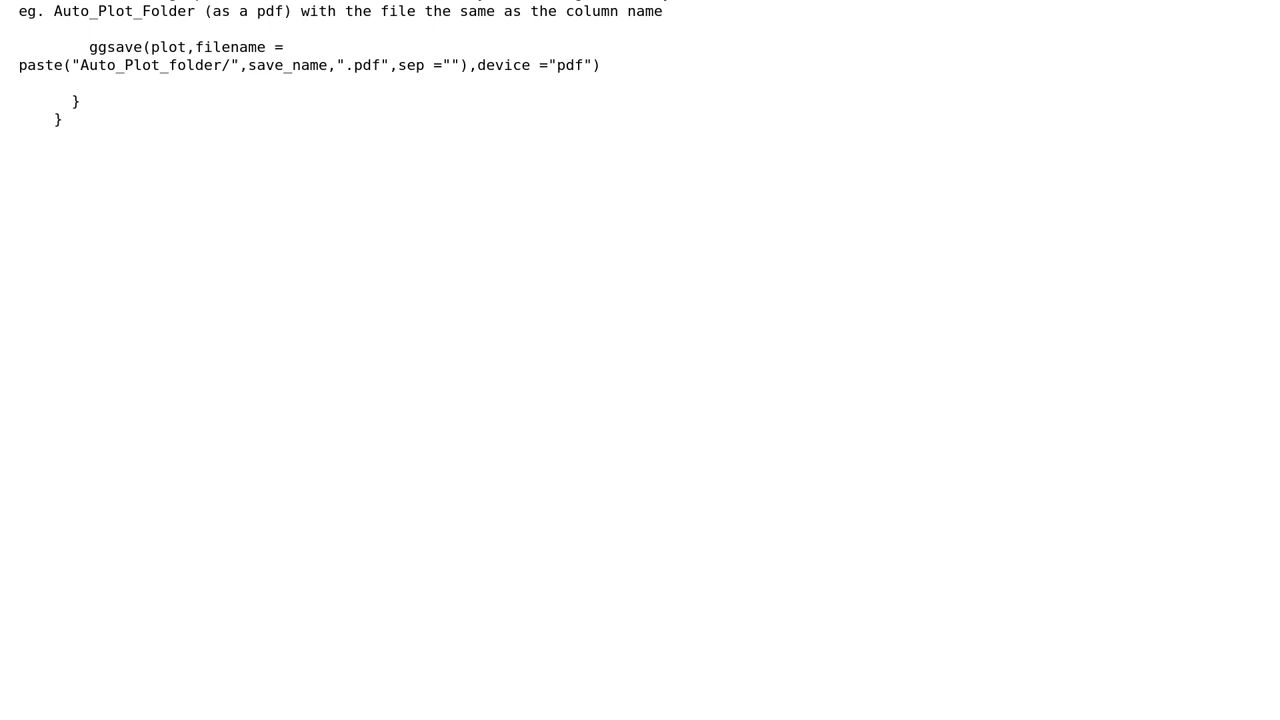 eg. Auto_Plot_Folder (as a pdf) with the file the same as the column name
ggsave(plot,filename =
paste("Auto_Plot_folder/",save_name,".pdf",sep =""),device ="pdf")
}
}